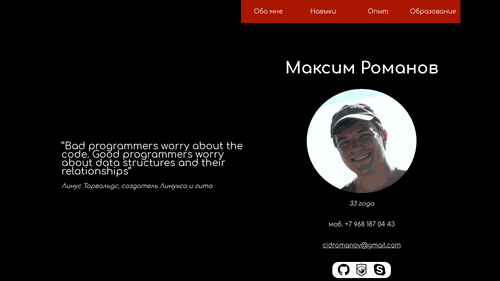 Обо мне
Навыки
Опыт
Образование
Максим Романов
"Bad programmers worry about the
code. Good programmers worry
about data structures and their
relationships"
Линус Торвальдс, создатель Линукса и гита
33 года
моб. +7 968 187 04 43
cidromanov@gmail.com